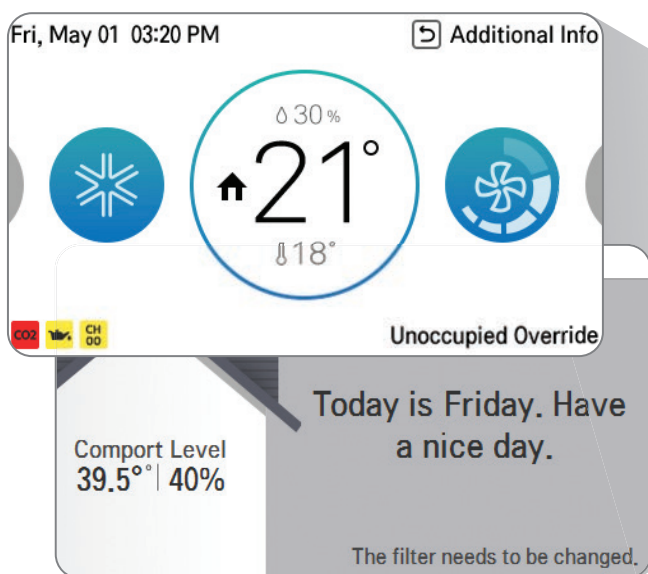 Fri, May 01 03:20 PM
Additional Info
30%
21°
18°
CO2
CH
00
Unoccupied Override
Today is Friday. Have
a nice day.
Comport Level
39.5°° 40%
The filter needs to be changed.